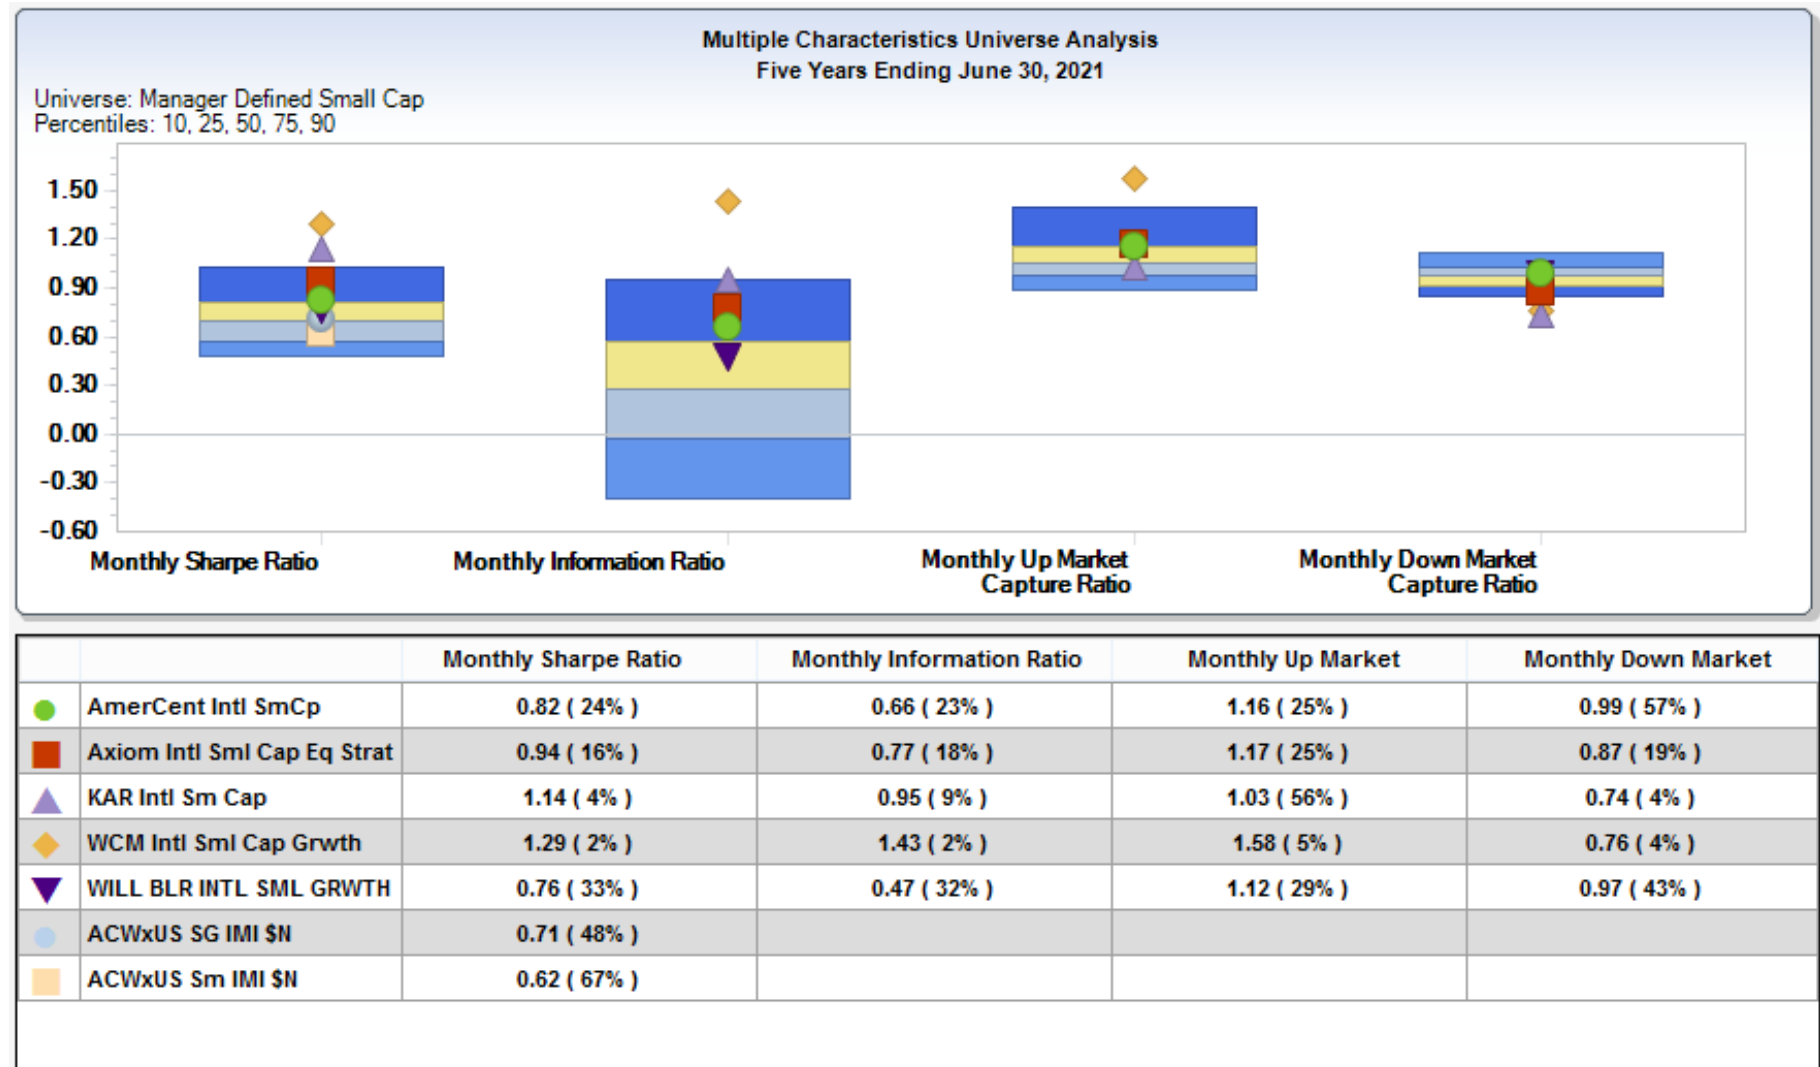 Multiple Characteristics Universe Analysis
Five Years Ending June 30, 2021
Universe: Manager Defined Small Cap
Percentiles: 10, 25, 50, 75, 90
1.50
1.20
0.90
0.60
0.30
0.00
-0.30
-0.60
Monthly Sharpe Ratio
Monthly Information Ratio
Monthly Up Market
Capture Ratio
Monthly Down Market
Capture Ratio
Monthly Sharpe Ratio Monthly Information Ratio Monthly Up Market Monthly Down Market
AmerCent Intl SmCp 0.82 ( 24% ) 0.66 ( 23% ) 1.16 ( 25% ) 0.99 ( 57% )
Axiom Intl Sml Cap Eq Strat 0.94 ( 16% ) 0.77 ( 18% ) 1.17 ( 25% ) 0.87 ( 19% )
KAR Intl Sm Cap 1.14 ( 4% ) 0.95 ( 9% ) 1.03 ( 56% ) 0.74 ( 4% )
WCM Intl Sml Cap Grwth 1.29 ( 2% ) 1.43 ( 2% ) 1.58 ( 5% ) 0.76 ( 4% )
WILL BLR INTL SML GRWTH 0.76 ( 33% ) 0.47 ( 32% ) 1.12 ( 29% ) 0.97 ( 43% )
ACWxUS SG IMI $N 0.71 ( 48% )
ACWxUS Sm IMI $N 0.62 ( 67% )